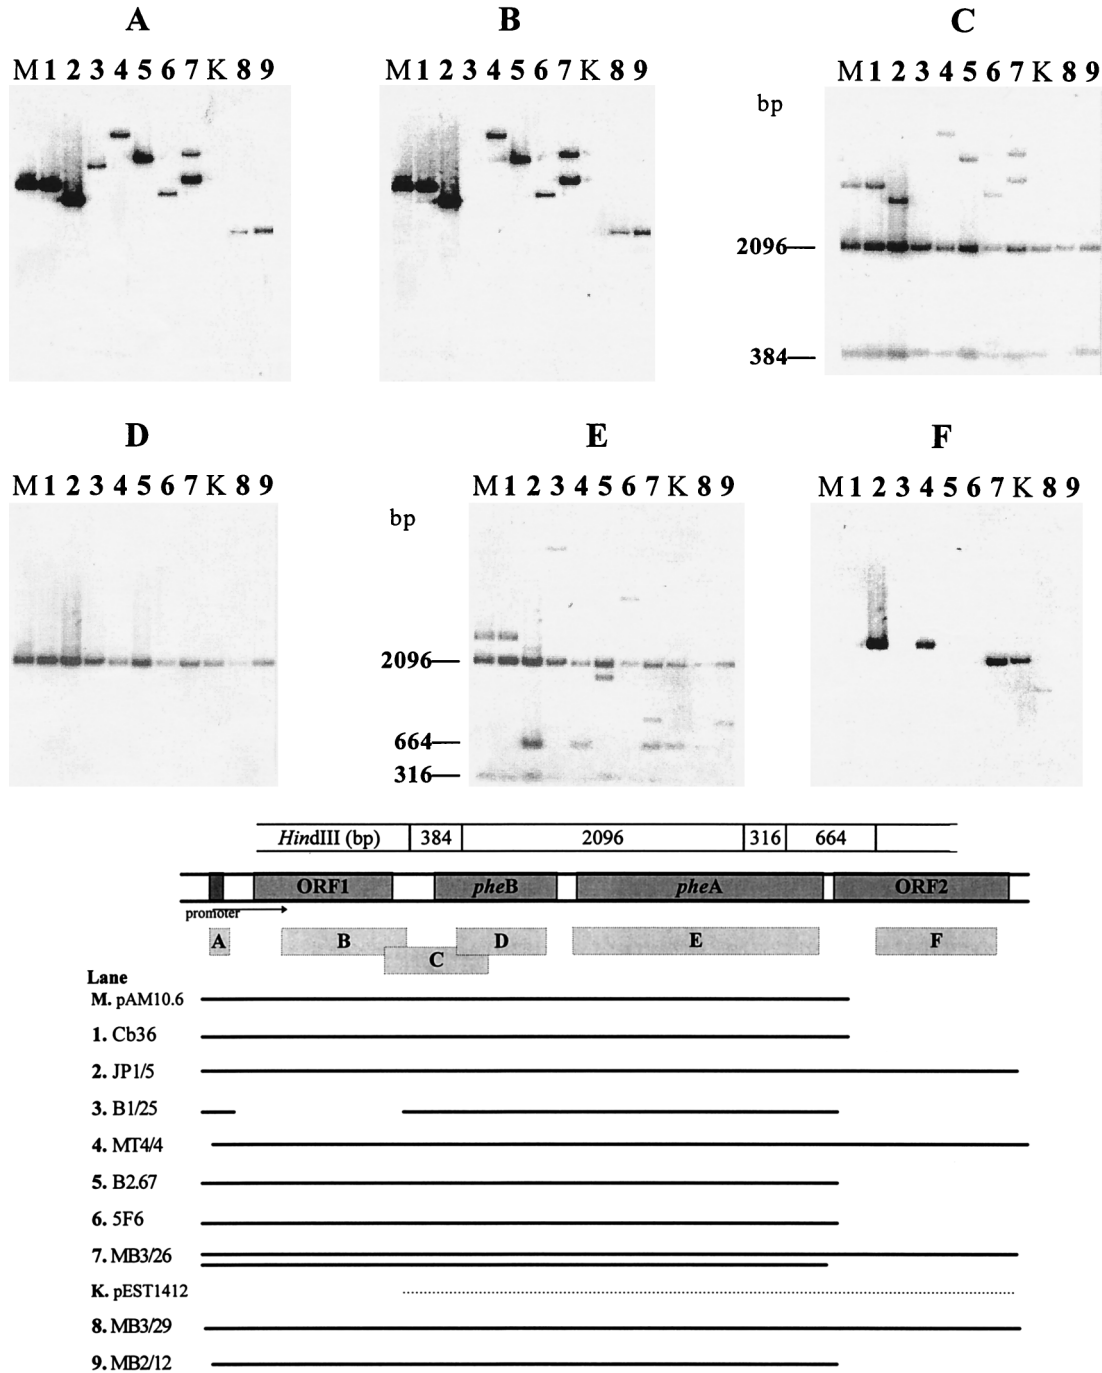 A
B
C
M 1 2 3 4 5 6 7 K 8 9
M 1 2 3 4 5 6 7 K 8 9
M 1 2 3 4 5 6 7 K 8 9
bp
2096
384
D
E
F
M 1 2 3 4 5 6 7 K 8 9
M 1 2 3 4 5 6 7 K 8 9
M 1 2 3 4 5 6 7 K 8 9
bp
2096
664
316
HindIII (bp) 384 2096 316 664
ORF1 pheB pheA ORF2
promoter
A B C D E F
Lane
M. pAM10.6
1. Cb36
2. JP1/5
3. B1/25
4. MT4/4
5. B2.67
6. 5F6
7. MB3/26
K. pEST1412
8. MB3/29
9. MB2/12